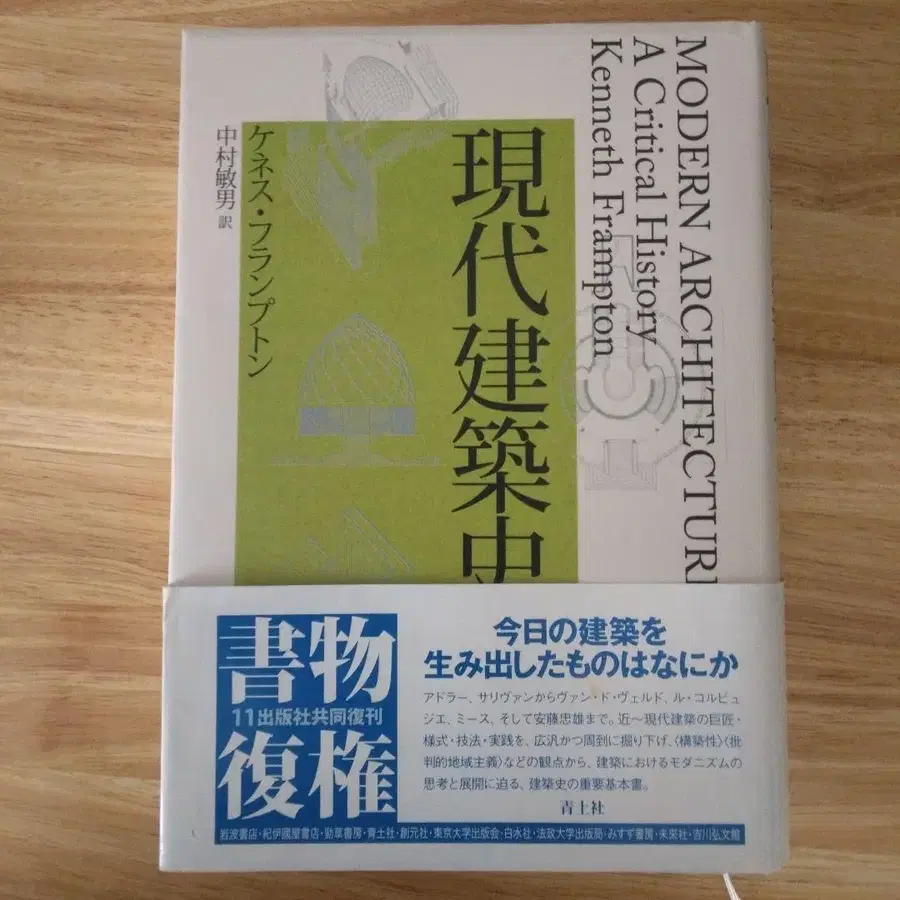 MODERN ARCHITECTURE
A Critical History
Kenneth Frampton
現代建築史
ケネス・フランプトン
中村敏男 訳
書物
11出版社共同復刊
復権
今日の建築を
生み出したものはなにか
アドラー、サリヴァンからヴァン・ド・ヴェルド、ル・コルビュ
ジエ、ミース、そして安藤忠雄まで。近〜現代建築の巨匠・
様式・技法・実践を、広汎かつ周到に掘り下げ、〈構築性〉〈批
判的地域主義〉などの観点から、建築におけるモダニズムの
思考と展開に迫る、建築史の重要基本書。
青土社
岩波書店・紀伊國屋書店・勁草書房・青土社・創元社・東京大学出版会・白水社・法政大学出版局・みすず書房・未來社・吉川弘文館